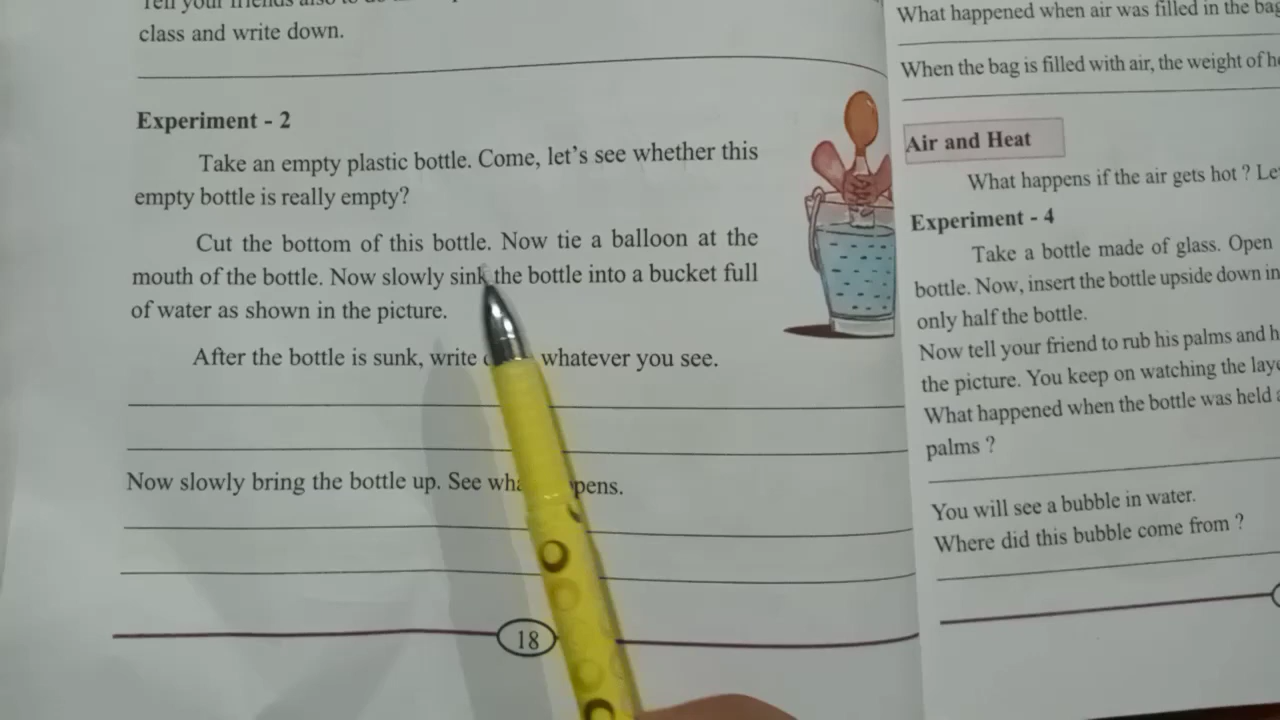 Tell your friends also to
class and write down.
Experiment - 2
Take an empty plastic bottle. Come, let's see whether this
empty bottle is really empty?
Cut the bottom of this bottle. Now tie a balloon at the
mouth of the bottle. Now slowly sink the bottle into a bucket full
of water as shown in the picture.
After the bottle is sunk, write whatever you see.
Now slowly bring the bottle up. See
18
What happened when air was filled in the bag
When the bag is filled with air, the weight of
Air and Heat
What happens if the air gets hot ?
Experiment - 4
Take a bottle made of glass. Open
bottle. Now, insert the bottle upside down in
only half the bottle.
Now tell your friend to rub his palms and
the picture. You keep on watching the
What happened when the bottle was held
palms ?
You will see a bubble in water.
Where did this bubble come from ?